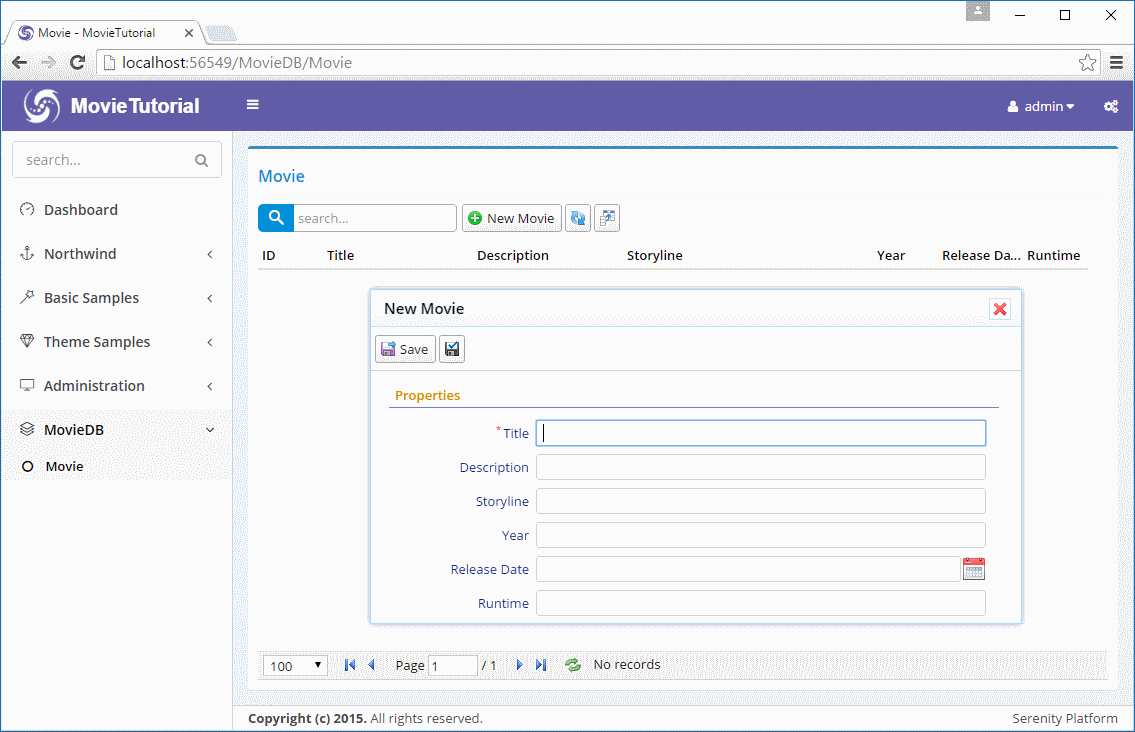 Movie - MovieTutorial
localhost:56549/MovieDB/Movie
MovieTutorial
admin
search...
Dashboard
Northwind
Basic Samples
Theme Samples
Administration
MovieDB
Movie
Movie
search...
New Movie
ID Title Description Storyline Year Release Da... Runtime
New Movie
Save
Properties
* Title
Description
Storyline
Year
Release Date
Runtime
100 Page 1 / 1 No records
Copyright (c) 2015. All rights reserved. Serenity Platform